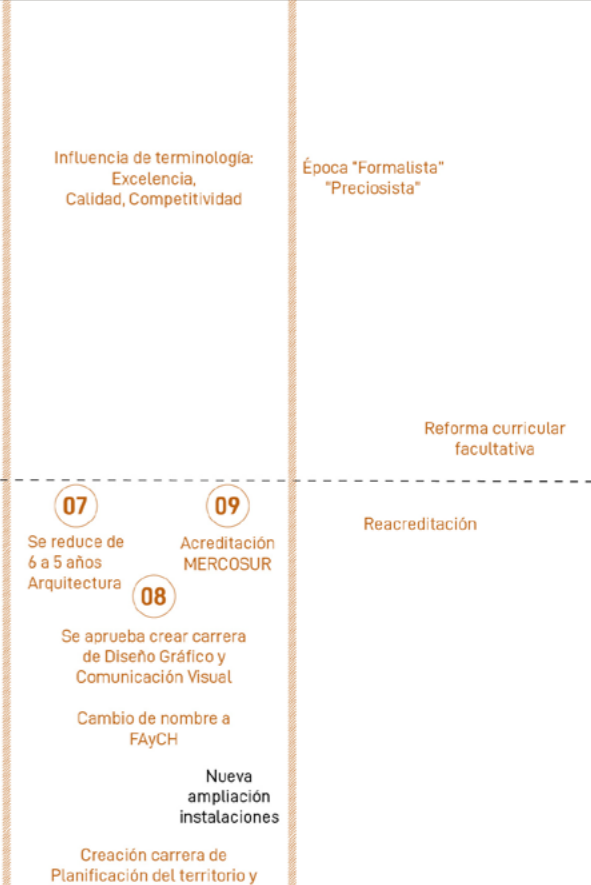 Influencia de terminología:
Excelencia,
Calidad, Competitividad
Época "Formalista"
"Preciosista"
Reforma curricular
facultativa
07
Se reduce de
6 a 5 años
Arquitectura
09
Acreditación
MERCOSUR
Reacreditación
08
Se aprueba crear carrera
de Diseño Gráfico y
Comunicación Visual
Cambio de nombre a
FAyCH
Nueva
ampliación
instalaciones
Creación carrera de
Planificación del territorio y